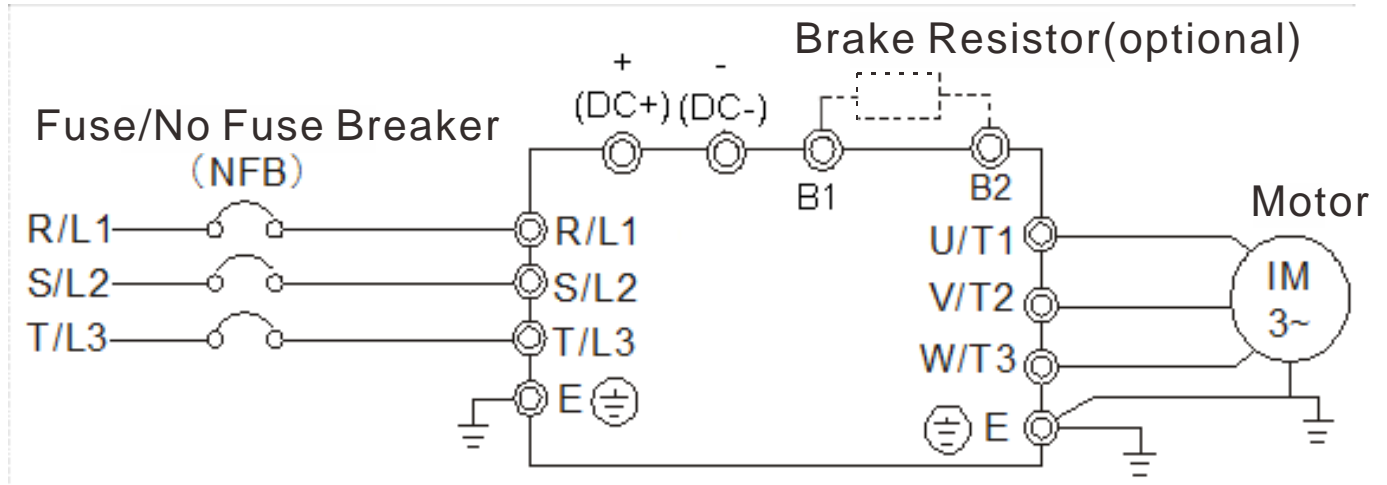 Brake Resistor(optional)
+ -
(DC+) (DC-)
Fuse/No Fuse Breaker
（NFB）
B1
B2
Motor
R/L1
R/L1
U/T1
S/L2
S/L2
V/T2
IM
3~
T/L3
T/L3
W/T3
E
E